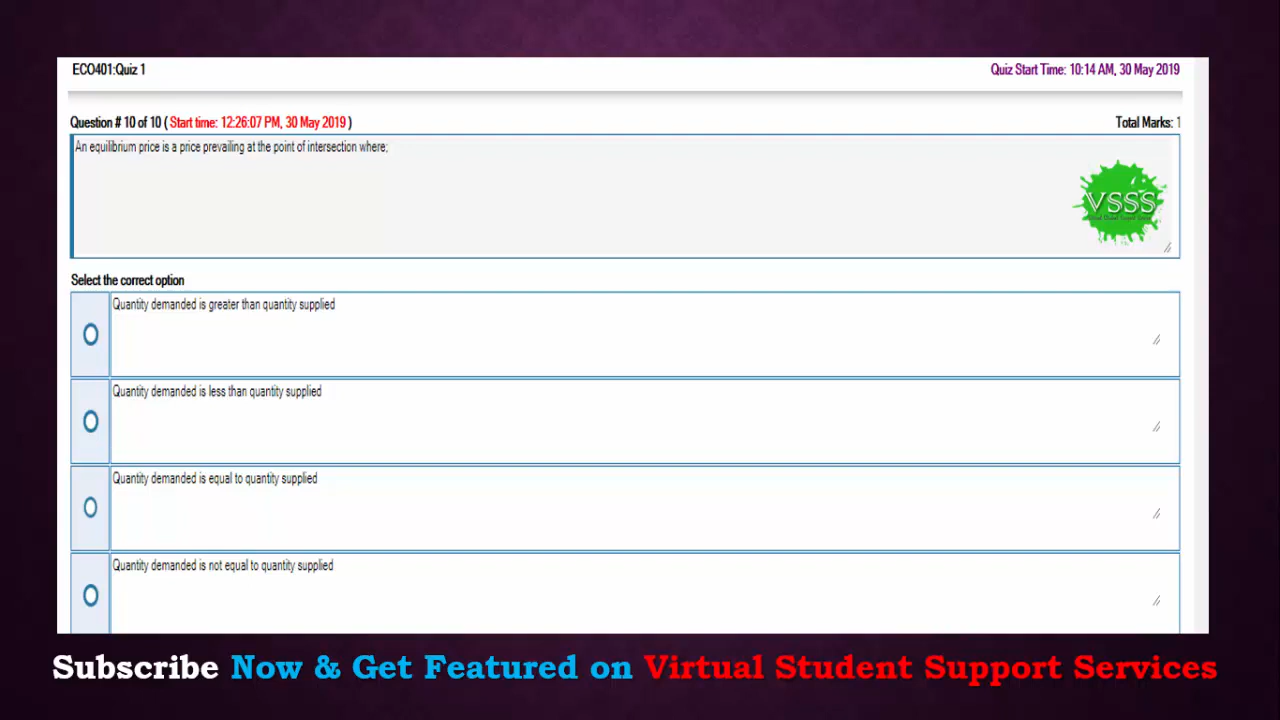 ECO401:Quiz 1
Quiz Start Time: 10:14 AM, 30 May 2019
Question # 10 of 10 ( Start time: 12:26:07 PM, 30 May 2019 )
Total Marks: 1
An equilibrium price is a price prevailing at the point of intersection where;
VSSS
Select the correct option
Quantity demanded is greater than quantity supplied
Quantity demanded is less than quantity supplied
Quantity demanded is equal to quantity supplied
Quantity demanded is not equal to quantity supplied
Subscribe Now & Get Featured on Virtual Student Support Services